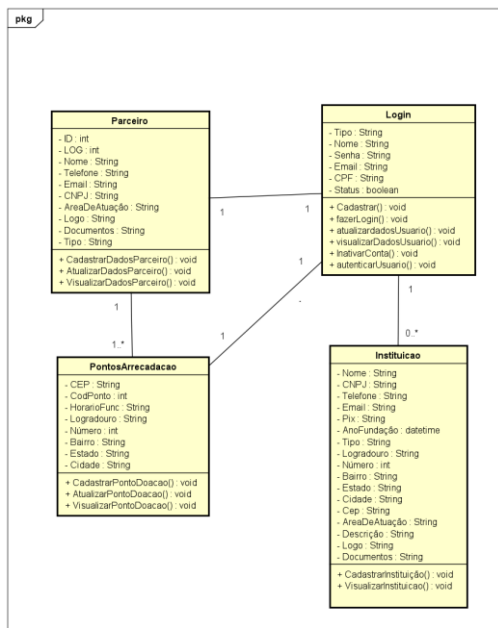 pkg
Parceiro
- ID : int
- LOG : int
- Nome : String
- Telefone : String
- Email : String
- CNPJ : String
- AreaDeAtuação : String
- Logo : String
- Documentos : String
- Tipo : String
+ CadastrarDadosParceiro() : void
+ AtualizarDadosParceiro() : void
+ VisualizarDadosParceiro() : void
Login
- Tipo : String
- Nome : String
- Senha : String
- Email : String
- CPF : String
- Status : boolean
+ Cadastrar() : void
+ fazerLogin() : void
+ atualizardadosUsuario() : void
+ visualizarDadosUsuario() : void
+ InativarConta() : void
+ autenticarUsuario() : void
1
1
1
1
-
1
1
1..*
0..*
PontosArrecadacao
- CEP : String
- CodPonto : int
- HorarioFunc : String
- Logradouro : String
- Número : int
- Bairro : String
- Estado : String
- Cidade : String
+ CadastrarPontoDoacao() : void
+ AtualizarPontoDoacao() : void
+ VisualizarPontoDoacao() : void
Instituicao
- Nome : String
- CNPJ : String
- Telefone : String
- Email : String
- Pix : String
- AnoFundação : datetime
- Tipo : String
- Logradouro : String
- Número : int
- Bairro : String
- Estado : String
- Cidade : String
- Cep : String
- AreaDeAtuação : String
- Descrição : String
- Logo : String
- Documentos : String
+ CadastrarInstituição() : void
+ VisualizarInstituicao() : void